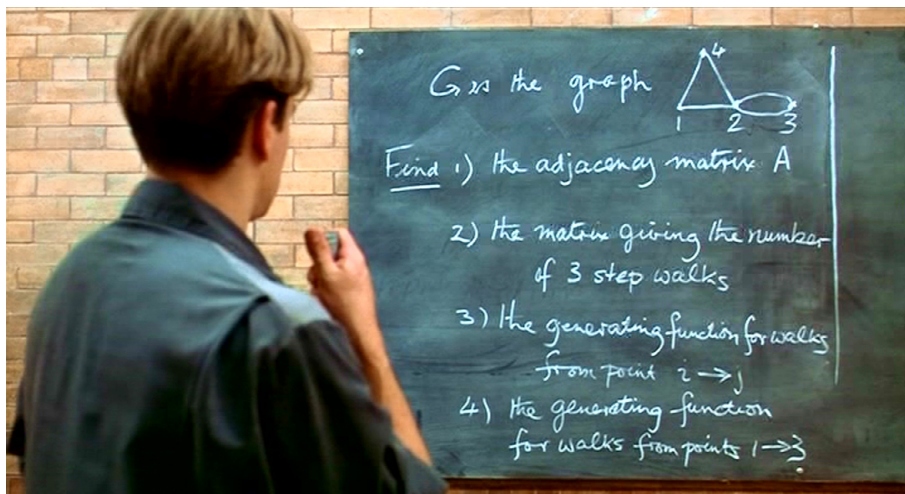 G is the graph
4
1 2 3
Find 1) the adjacency matrix A
2) the matrix giving the number
of 3 step walks
3) the generating function for walks
from point i → j
4) the generating function
for walks from points 1 → 3